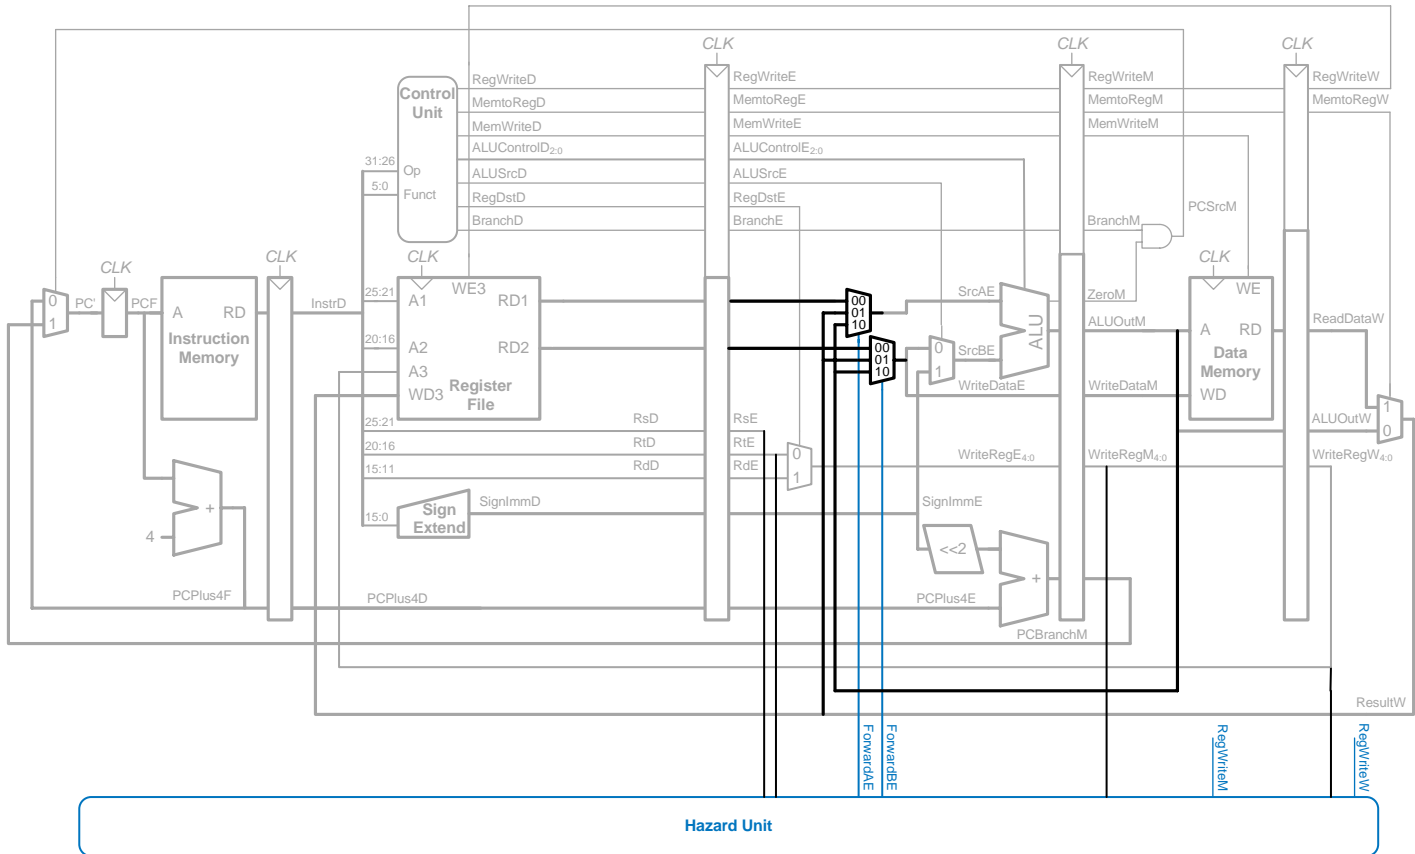 CLK CLK CLK
RegWriteD RegWriteE RegWriteM RegWriteW
Control Unit
MemtoRegD MemtoRegE MemtoRegM MemtoRegW
MemWriteD MemWriteE MemWriteM
ALUControlD2:0 ALUControlE2:0
31:26 Op
ALUSrcD ALUSrcE
5:0 Funct
RegDstD RegDstE
PCSrcM
BranchD BranchE BranchM
CLK CLK CLK CLK
0 PC' PCF A RD InstrD 25:21 A1 WE3 RD1 00 SrcAE ZeroM WE
1 01
10
Instruction Memory
ALU
ALUOutM A RD ReadDataW
20:16 A2 RD2 00 0 SrcBE
01
10 1
Data Memory
A3
WD3 Register File
WriteDataE WriteDataM WD
1
0
25:21 RsD RsE ALUOutW
20:16 RtD RtE 0
15:11 RdD RdE 1
WriteRegE4:0 WriteRegM4:0 WriteRegW4:0
SignImmD SignImmE
15:0 Sign Extend
+
4
<<2
+
PCPlus4F PCPlus4D PCPlus4E
PCBranchM
ResultW
ForwardAE
ForwardBE
RegWriteM
RegWriteW
Hazard Unit